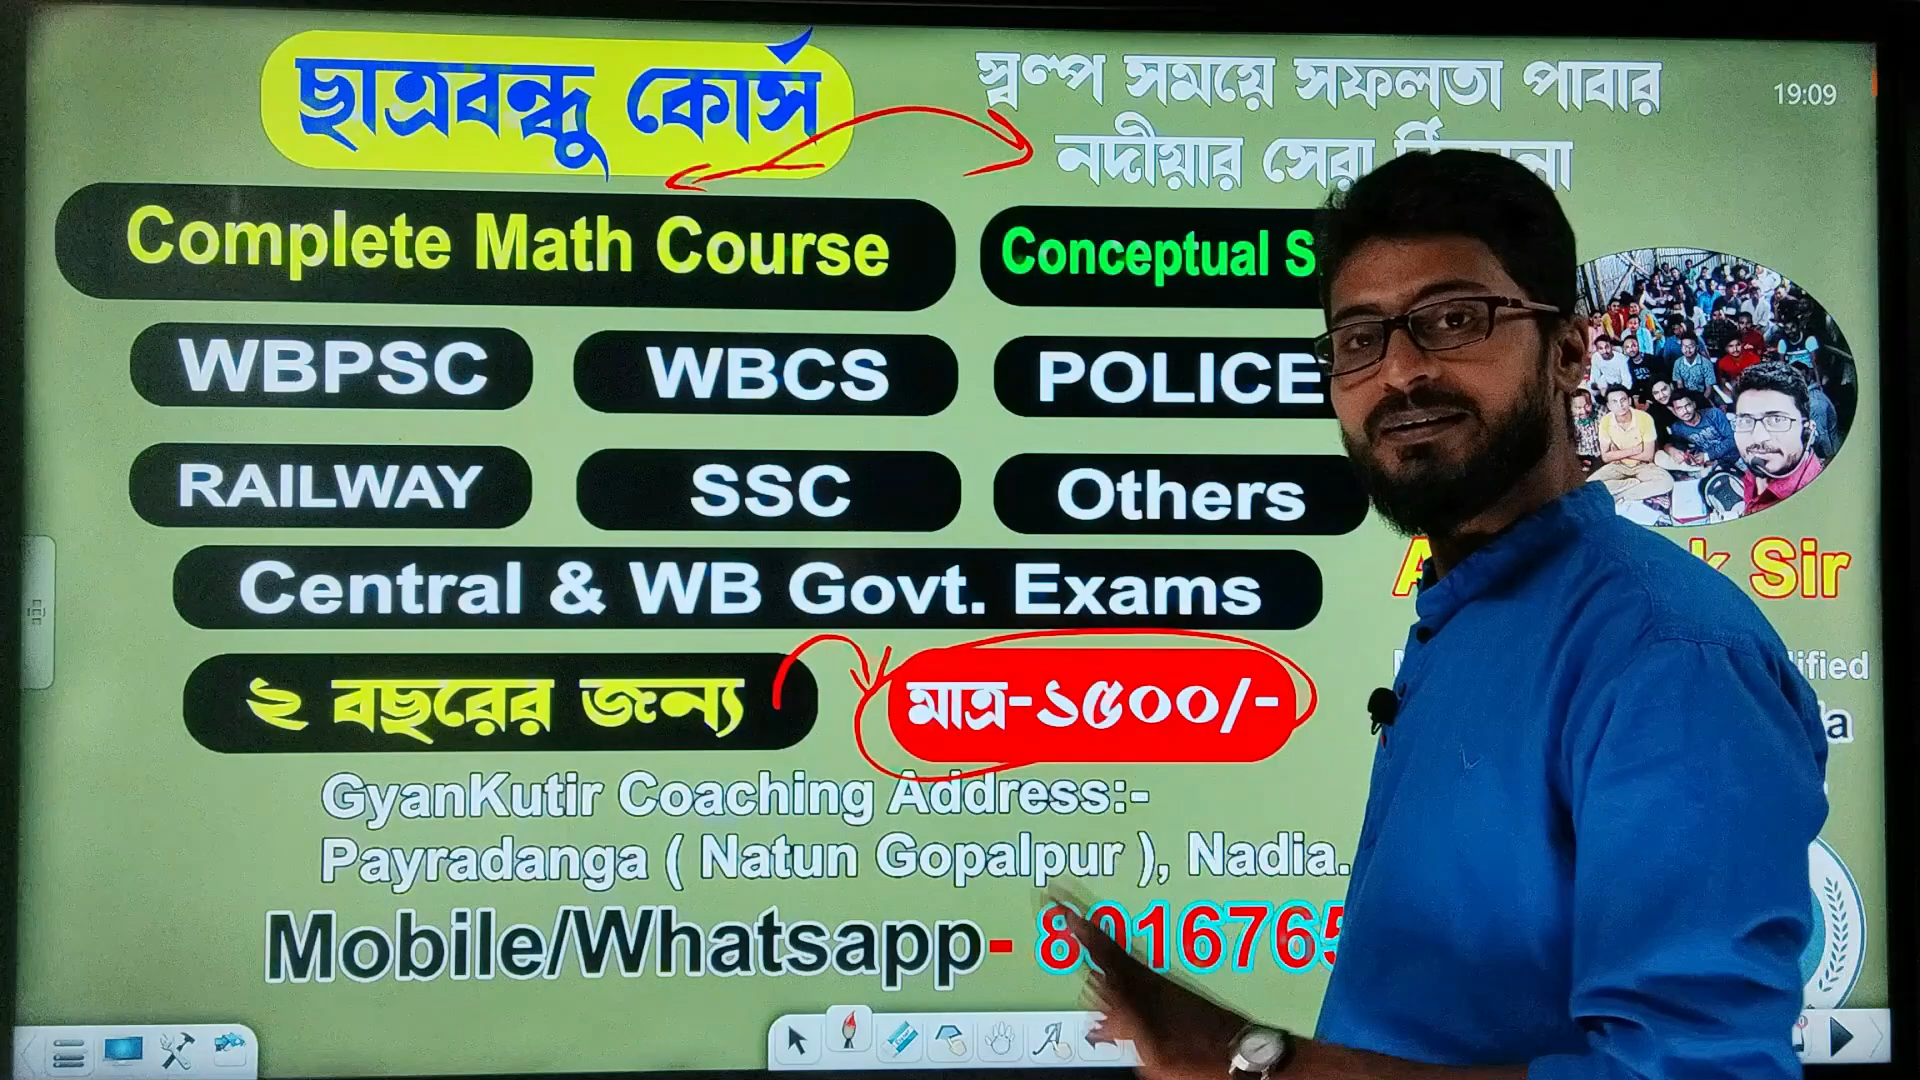 ছাত্রবন্ধু কোর্স
স্বল্প সময়ে সফলতা পাবার
নদীয়ার সেরা
19:09
Complete Math Course
Conceptual
WBPSC
WBCS
POLICE
RAILWAY
SSC
Others
Central & WB Govt. Exams
Sir
২ বছরের জন্য
মাত্র-১৫০০/-
GyanKutir Coaching Address:-
Payradanga ( Natun Gopalpur ), Nadia.
Mobile/Whatsapp- 8016765